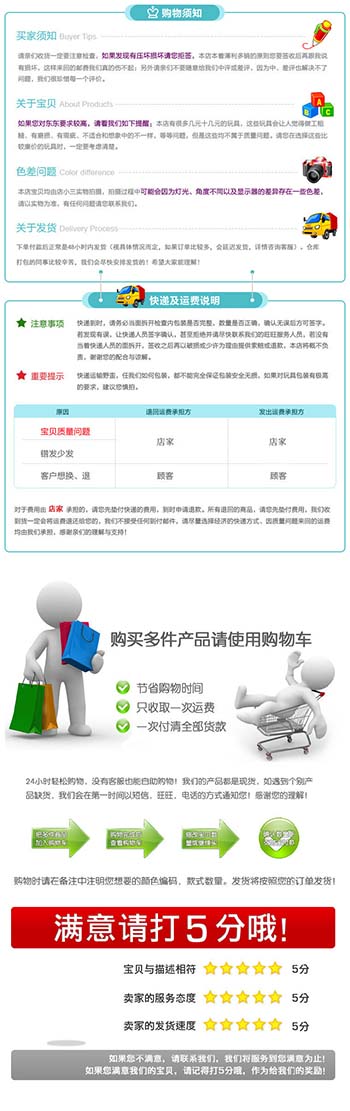 购物须知
买家须知 Buyer Tips
请亲们收货一定要注意检查，如果发现有压坏损坏请您拒签。本店本着薄利多销的原则您要签收后再跟我说
有损坏，这样来回的邮费我们真的伤不起；另外请亲们不要随意给我们中评或差评，因为中、差评也解决不了
问题，我们很珍惜每一个评价。
关于宝贝 About Products
如果您对东东要求较高，请看我们如下提醒：本店有很多几元十几元的玩具，这些玩具会让人觉得做工粗
糙、有磨损、有瑕疵、不适合和想象中的不一样，等等问题，但是这些均不属于质量问题。请您在选择这些比
较廉价的玩具时，一定要考虑清楚。
色差问题 Color difference
本店宝贝均由店小三实物拍摄，拍摄过程中可能会因为灯光、角度不同以及显示器的差异存在一些色差，
请以实物为准。有任何问题请您联系我们。
关于发货 Delivery Process
下单付款后正常是48小时内发货（视具体情况而定，如果订单比较多，会延迟发货，详情咨询客服），仓库
打包的同事比较辛苦，我们会尽快安排发货的！希望大家能理解！
快递及运费说明
注意事项 快递到时，请务必当面拆开检查内包装是否完整，数量是否正确，确认无误后方可签字。
若发现有误，让快递人员签字确认，甚至拒绝并请尽快联系我们的旺旺服务人员。若没有
当着快递人员的面拆开，签收之后再以破损或少件为理由提供索赔或退款，本店将概不负
责，谢谢您的配合与谅解。
重要提示 快递运输野蛮，任我们如何包装，都不能完全保证包装安全无损，如果对玩具包装有极高
的要求，建议您慎拍。
原因 退回运费承担方 发出运费承担方
宝贝质量问题
店家 店家
错发少发
客户想换、退 顾客 顾客
对于费用由 店家 承担的，请您先垫付快递的费用，到时申请退款。所有退回的商品，请您先垫付费用，我们收
到货一定会将运费退还给您的，我们不接受任何到付邮件。请尽量选择经济的快递方式、因质量问题来回的运费
均由我们承担，感谢亲们的理解与支持！
购买多件产品请使用购物车
节省购物时间
只收取一次运费
一次付清全部货款
24小时轻松购物，没有客服也能自助购物！我们的产品都是现货，如遇到个别产
品缺货，我们会在第一时间以短信，旺旺，电话的方式通知您！感谢您的理解！
把多件商品 购物完成后
加入购物车 查看购物车
购物时请在备注中注明您想要的颜色编码，款式数量。发货将按照您的订单发货！
满意请打5分哦！
宝贝与描述相符 5分
卖家的服务态度 5分
卖家的发货速度 5分
如果您不满意，请联系我们，我们将服务到您满意为止！
如果您满意我们的宝贝，请记得打5分哦，作为给我们的奖励！